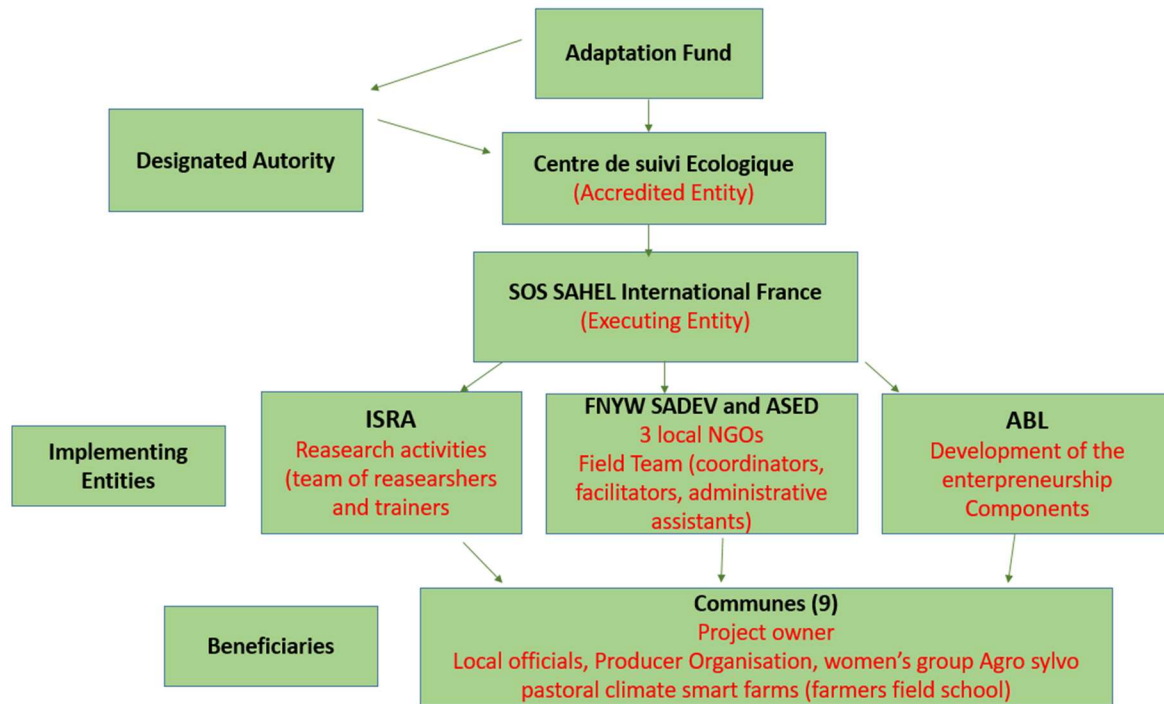 Adaptation Fund
Designated Autority
Centre de suivi Ecologique
(Accredited Entity)
SOS SAHEL International France
(Executing Entity)
Implementing
Entities
ISRA
Reasearch activities
(team of reasearshers
and trainers
FNYW SADEV and ASED
3 local NGOs
Field Team (coordinators,
facilitators, administrative
assistants)
ABL
Development of the
enterpreneurship
Components
Beneficiaries
Communes (9)
Project owner
Local officials, Producer Organisation, women's group Agro sylvo
pastoral climate smart farms (farmers field school)